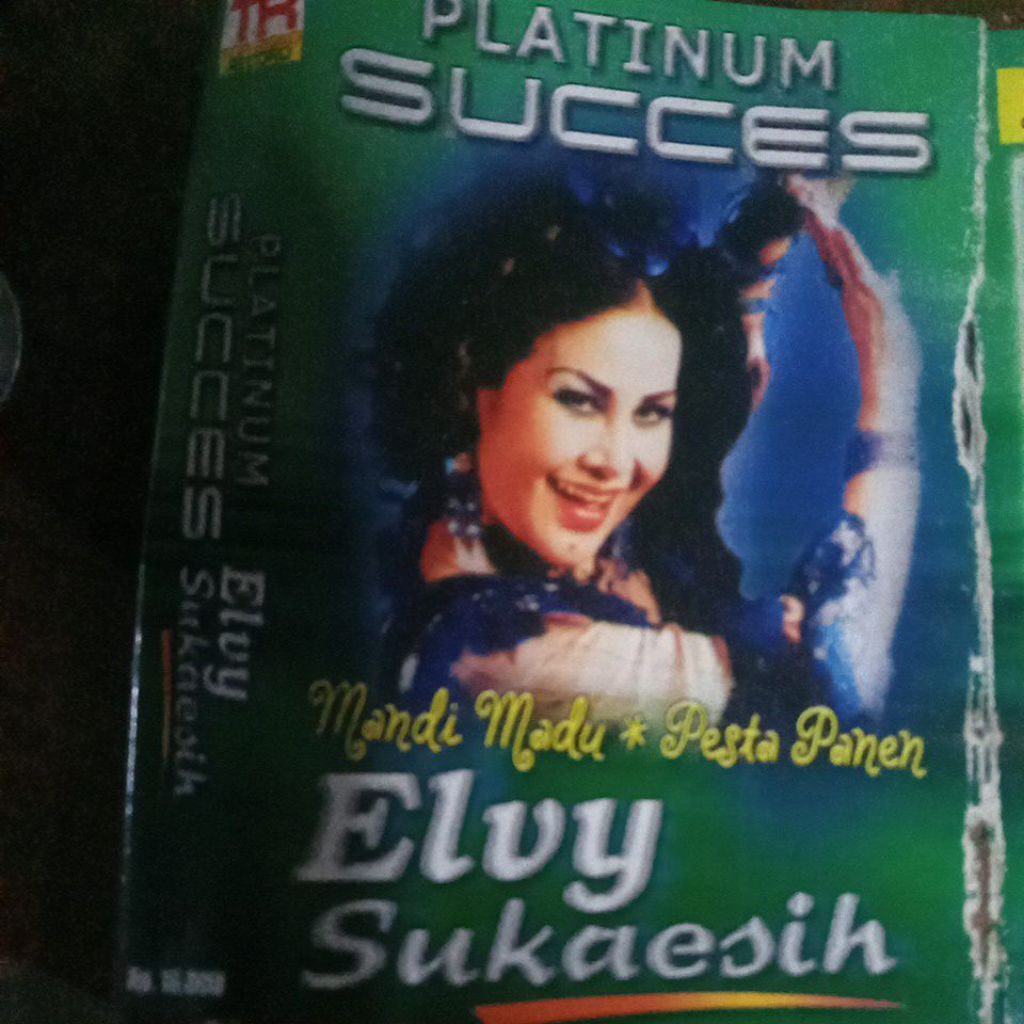 PLATINUM
SUCCES
Mandi Madu * Pesta Panen
Elvy
Sukaesih
PLATINUM
SUCCES
Elvy
Sukaesih